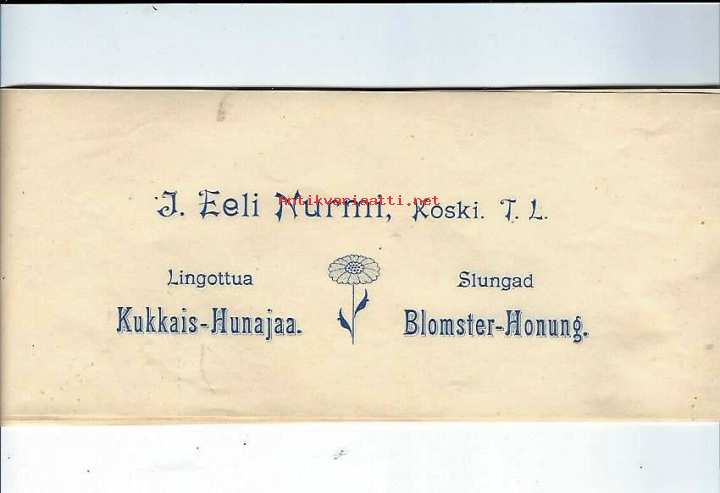 J. Eeli Nurmi, Koski. T. L.
antikvariaatti.net
Lingottua
Kukkais-Hunajaa.
Slungad
Blomster-Honung.